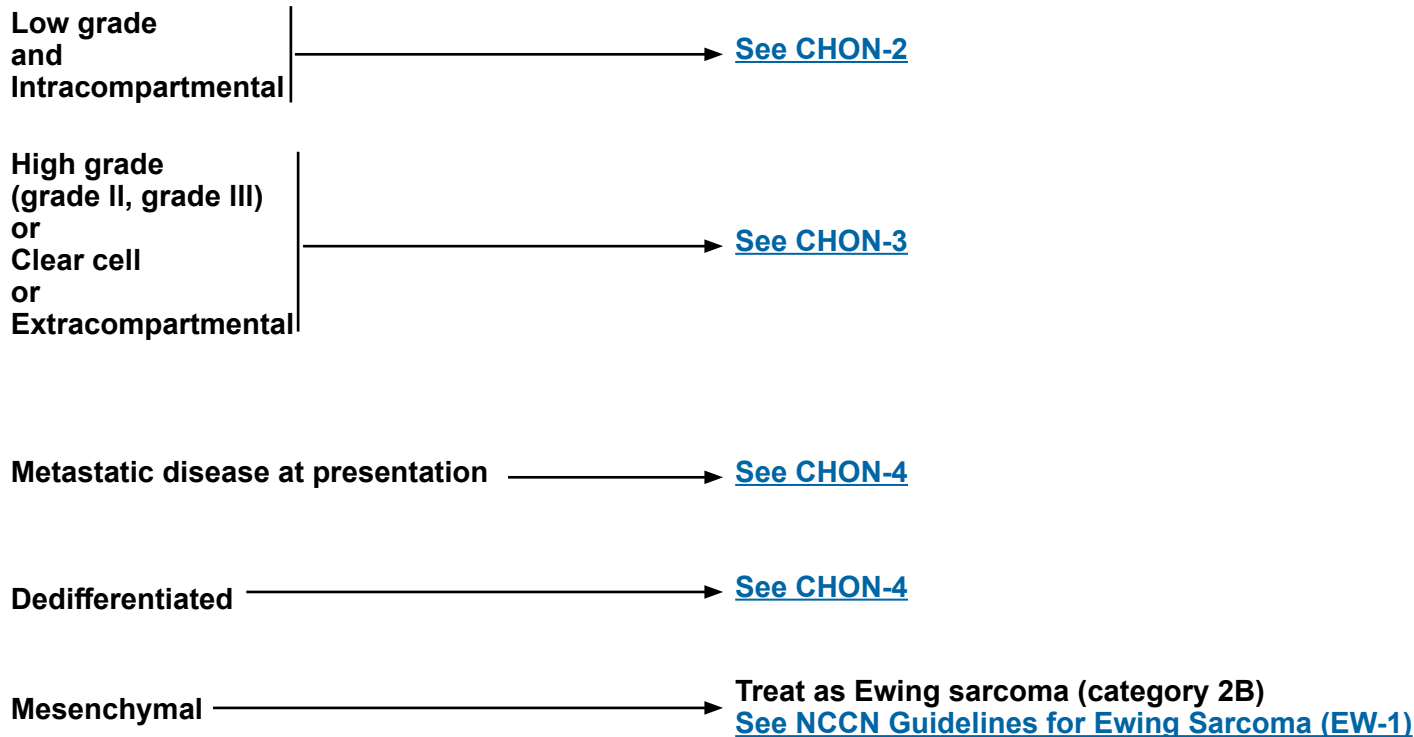 Low grade
and
Intracompartmental
See CHON-2
High grade
(grade II, grade III)
or
Clear cell
or
Extracompartmental
See CHON-3
Metastatic disease at presentation
See CHON-4
Dedifferentiated
See CHON-4
Mesenchymal
Treat as Ewing sarcoma (category 2B)
See NCCN Guidelines for Ewing Sarcoma (EW-1)